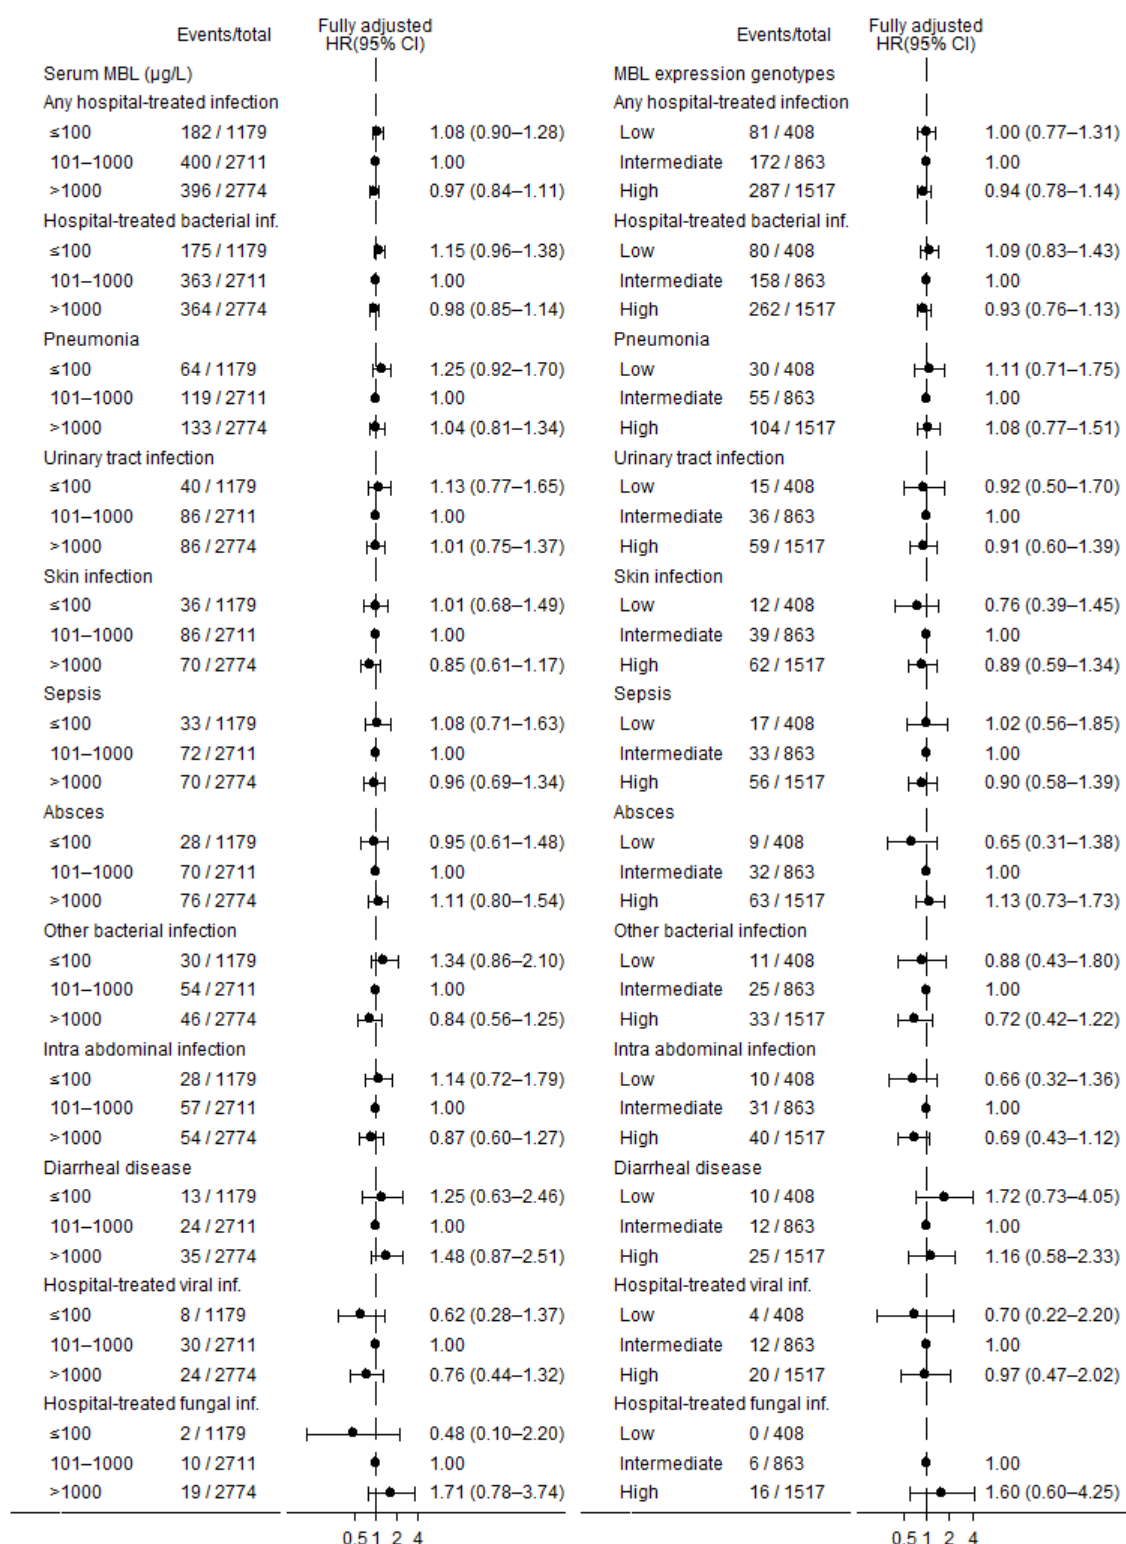 Events/total Fully adjusted HR(95% CI)
Serum MBL (µg/L)
Any hospital-treated infection
≤100 182 / 1179 1.08 (0.90–1.28)
101–1000 400 / 2711 1.00
>1000 396 / 2774 0.97 (0.84–1.11)
Hospital-treated bacterial inf.
≤100 175 / 1179 1.15 (0.96–1.38)
101–1000 363 / 2711 1.00
>1000 364 / 2774 0.98 (0.85–1.14)
Pneumonia
≤100 64 / 1179 1.25 (0.92–1.70)
101–1000 119 / 2711 1.00
>1000 133 / 2774 1.04 (0.81–1.34)
Urinary tract infection
≤100 40 / 1179 1.13 (0.77–1.65)
101–1000 86 / 2711 1.00
>1000 86 / 2774 1.01 (0.75–1.37)
Skin infection
≤100 36 / 1179 1.01 (0.68–1.49)
101–1000 86 / 2711 1.00
>1000 70 / 2774 0.85 (0.61–1.17)
Sepsis
≤100 33 / 1179 1.08 (0.71–1.63)
101–1000 72 / 2711 1.00
>1000 70 / 2774 0.96 (0.69–1.34)
Absces
≤100 28 / 1179 0.95 (0.61–1.48)
101–1000 70 / 2711 1.00
>1000 76 / 2774 1.11 (0.80–1.54)
Other bacterial infection
≤100 30 / 1179 1.34 (0.86–2.10)
101–1000 54 / 2711 1.00
>1000 46 / 2774 0.84 (0.56–1.25)
Intra abdominal infection
≤100 28 / 1179 1.14 (0.72–1.79)
101–1000 57 / 2711 1.00
>1000 54 / 2774 0.87 (0.60–1.27)
Diarrheal disease
≤100 13 / 1179 1.25 (0.63–2.46)
101–1000 24 / 2711 1.00
>1000 35 / 2774 1.48 (0.87–2.51)
Hospital-treated viral inf.
≤100 8 / 1179 0.62 (0.28–1.37)
101–1000 30 / 2711 1.00
>1000 24 / 2774 0.76 (0.44–1.32)
Hospital-treated fungal inf.
≤100 2 / 1179 0.48 (0.10–2.20)
101–1000 10 / 2711 1.00
>1000 19 / 2774 1.71 (0.78–3.74)
0.5 1 2 4
Events/total Fully adjusted HR(95% CI)
MBL expression genotypes
Any hospital-treated infection
Low 81 / 408 1.00 (0.77–1.31)
Intermediate 172 / 863 1.00
High 287 / 1517 0.94 (0.78–1.14)
Hospital-treated bacterial inf.
Low 80 / 408 1.09 (0.83–1.43)
Intermediate 158 / 863 1.00
High 262 / 1517 0.93 (0.76–1.13)
Pneumonia
Low 30 / 408 1.11 (0.71–1.75)
Intermediate 55 / 863 1.00
High 104 / 1517 1.08 (0.77–1.51)
Urinary tract infection
Low 15 / 408 0.92 (0.50–1.70)
Intermediate 36 / 863 1.00
High 59 / 1517 0.91 (0.60–1.39)
Skin infection
Low 12 / 408 0.76 (0.39–1.45)
Intermediate 39 / 863 1.00
High 62 / 1517 0.89 (0.59–1.34)
Sepsis
Low 17 / 408 1.02 (0.56–1.85)
Intermediate 33 / 863 1.00
High 56 / 1517 0.90 (0.58–1.39)
Absces
Low 9 / 408 0.65 (0.31–1.38)
Intermediate 32 / 863 1.00
High 63 / 1517 1.13 (0.73–1.73)
Other bacterial infection
Low 11 / 408 0.88 (0.43–1.80)
Intermediate 25 / 863 1.00
High 33 / 1517 0.72 (0.42–1.22)
Intra abdominal infection
Low 10 / 408 0.66 (0.32–1.36)
Intermediate 31 / 863 1.00
High 40 / 1517 0.69 (0.43–1.12)
Diarrheal disease
Low 10 / 408 1.72 (0.73–4.05)
Intermediate 12 / 863 1.00
High 25 / 1517 1.16 (0.58–2.33)
Hospital-treated viral inf.
Low 4 / 408 0.70 (0.22–2.20)
Intermediate 12 / 863 1.00
High 20 / 1517 0.97 (0.47–2.02)
Hospital-treated fungal inf.
Low 0 / 408
Intermediate 6 / 863 1.00
High 16 / 1517 1.60 (0.60–4.25)
0.5 1 2 4